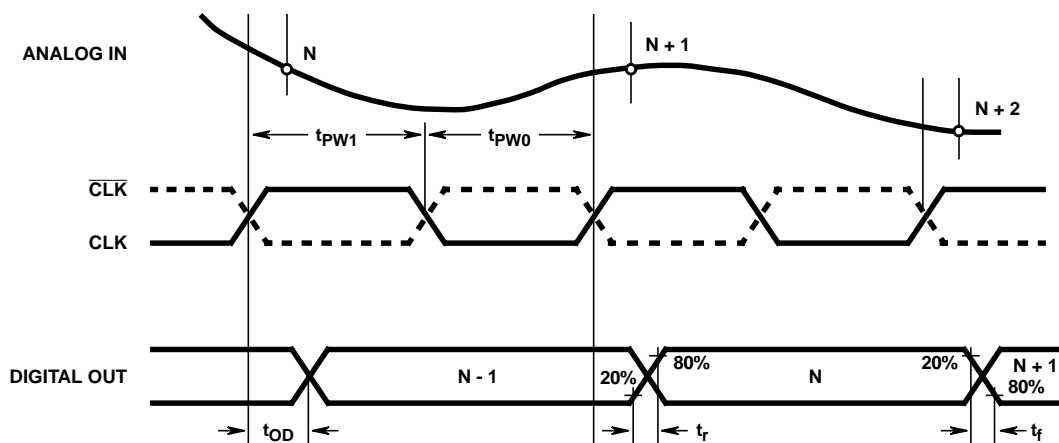 ANALOG IN
N
N + 1
N + 2
tPW1
tPW0
CLK
CLK
DIGITAL OUT
N - 1
20%
80%
N
20%
N + 1
80%
tOD
tr
tf